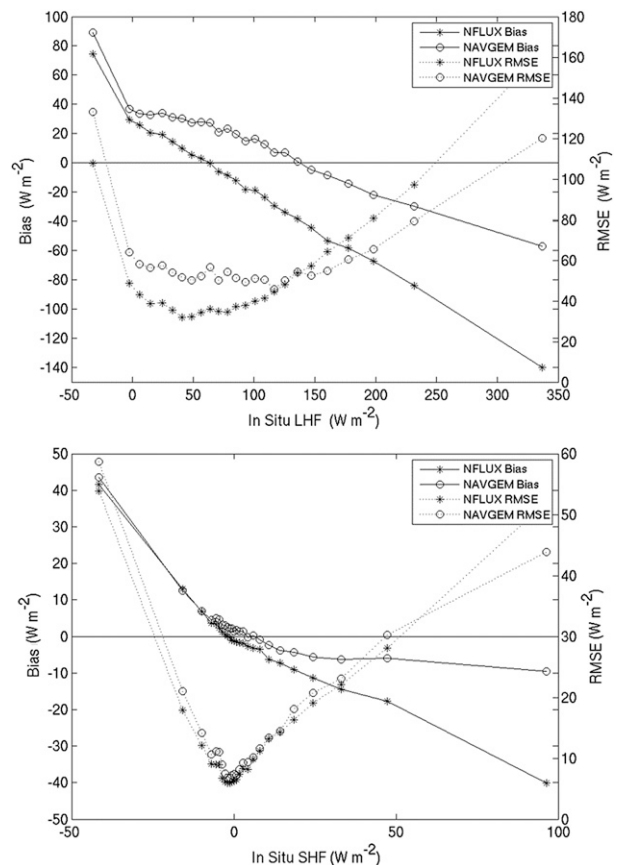 100
80
60
40
20
0
-20
-40
-60
-80
-100
-120
-140
Bias (W m-2)
180
160
140
120
100
80
60
40
20
0
RMSE (W m-2)
NFLUX Bias
NAVGEM Bias
NFLUX RMSE
NAVGEM RMSE
-50 0 50 100 150 200 250 300 350
In Situ LHF (W m-2)
50
40
30
20
10
0
-10
-20
-30
-40
-50
Bias (W m-2)
60
50
40
30
20
10
0
RMSE (W m-2)
NFLUX Bias
NAVGEM Bias
NFLUX RMSE
NAVGEM RMSE
-50 0 50 100
In Situ SHF (W m-2)